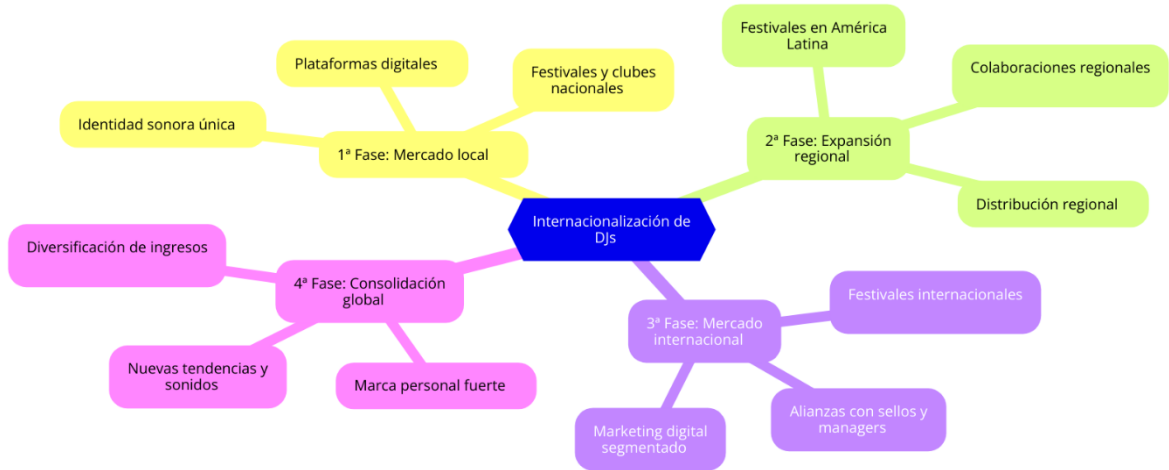 Internacionalización de
DJs
1ª Fase: Mercado local
Identidad sonora única
Plataformas digitales
Festivales y clubes
nacionales
2ª Fase: Expansión
regional
Festivales en América
Latina
Colaboraciones regionales
Distribución regional
3ª Fase: Mercado
internacional
Festivales internacionales
Alianzas con sellos y
managers
Marketing digital
segmentado
4ª Fase: Consolidación
global
Diversificación de ingresos
Nuevas tendencias y
sonidos
Marca personal fuerte